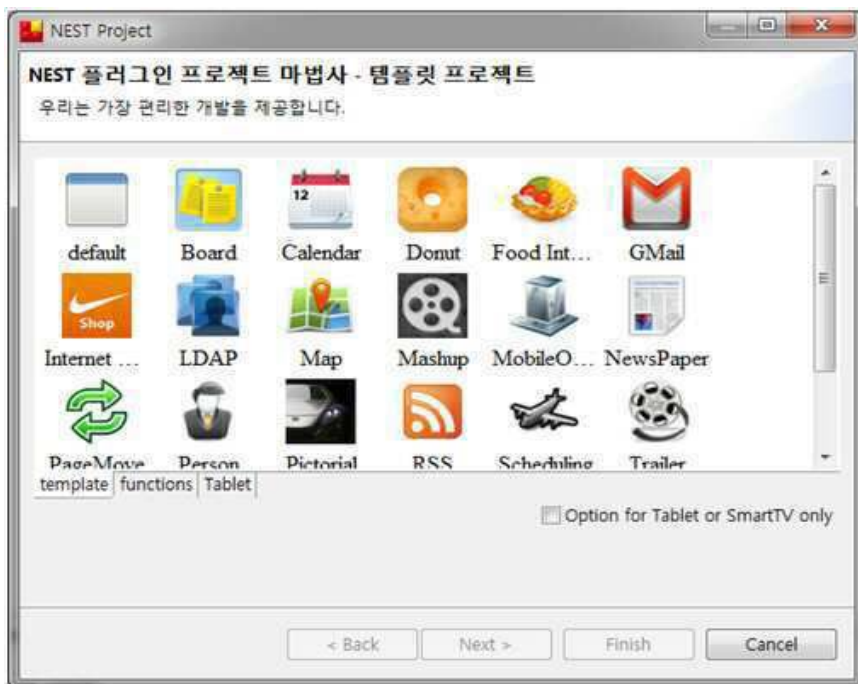 NEST Project
NEST 플러그인 프로젝트 마법사 - 템플릿 프로젝트
우리는 가장 편리한 개발을 제공합니다.
12
default Board Calendar Donut Food Int... GMail
Shop
Internet ... LDAP Map Mashup MobileO... NewsPaper
PageMove Person Pictorial RSS Scheduling Trailer
template functions Tablet
Option for Tablet or SmartTV only
< Back Next > Finish Cancel